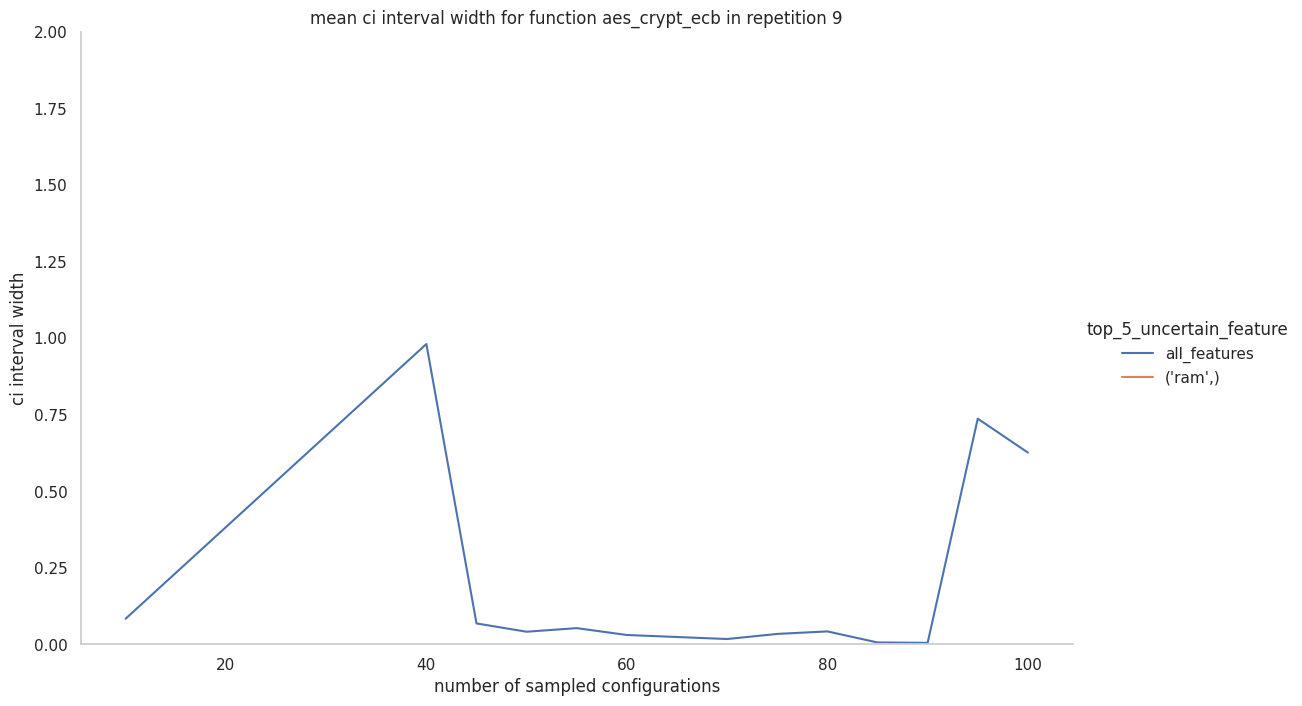 mean ci interval width for function aes_crypt_ecb in repetition 9
2.00
1.75
1.50
1.25
1.00
0.75
0.50
0.25
0.00
ci interval width
20
40
60
80
100
number of sampled configurations
top_5_uncertain_feature
all_features
('ram',)